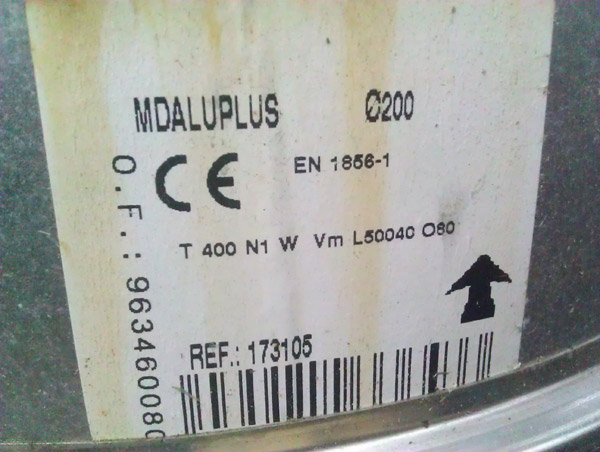 MDALUPLUS Ø200
CE EN 1856-1
T 400 N1 W Vm L50040 O80
REF.: 173105
O.F.: 963460080